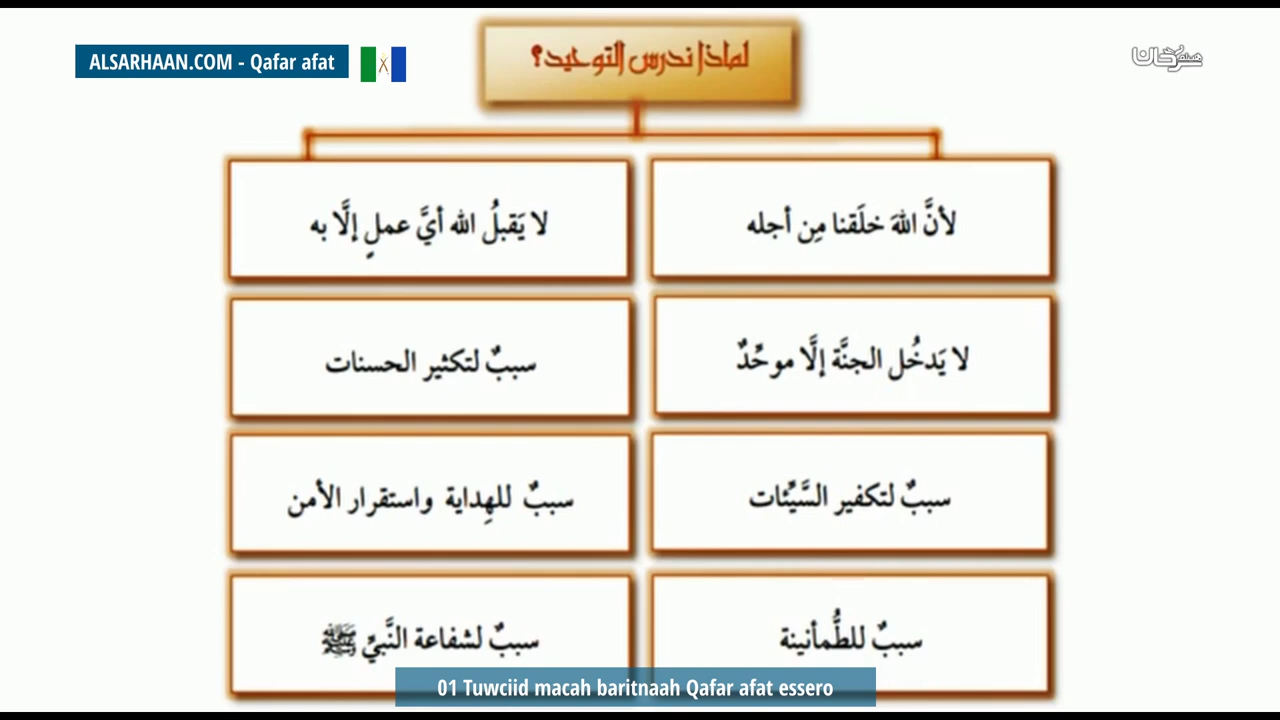 ALSARHAAN.COM - Qafar afat
لماذا ندرس التوحيد؟
لأنَّ اللهَ خلَقنا مِن أجله
لا يَقبلُ الله أيَّ عملٍ إلَّا به
لا يَدخُل الجنَّة إلَّا موحِّدٌ
سببٌ لتكثير الحسنات
سببٌ لتكفير السَّيِّئات
سببٌ للهِداية واستقرار الأمن
سببٌ للطُّمأنينة
سببٌ لشفاعة النَّبيِّ ﷺ
01 Tuwciid macah baritnaah Qafar afat essero